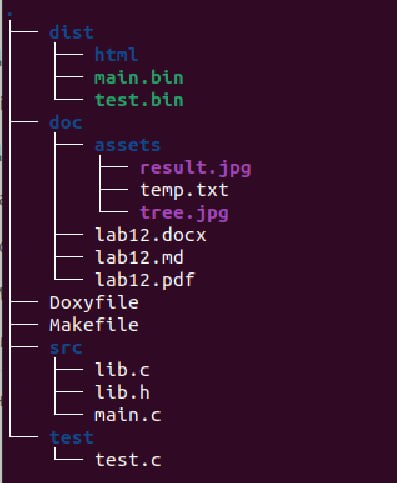 .
├── dist
│   ├── html
│   ├── main.bin
│   └── test.bin
├── doc
│   ├── assets
│   │   ├── result.jpg
│   │   ├── temp.txt
│   │   └── tree.jpg
│   ├── lab12.docx
│   ├── lab12.md
│   └── lab12.pdf
├── Doxyfile
├── Makefile
├── src
│   ├── lib.c
│   ├── lib.h
│   └── main.c
└── test
    └── test.c